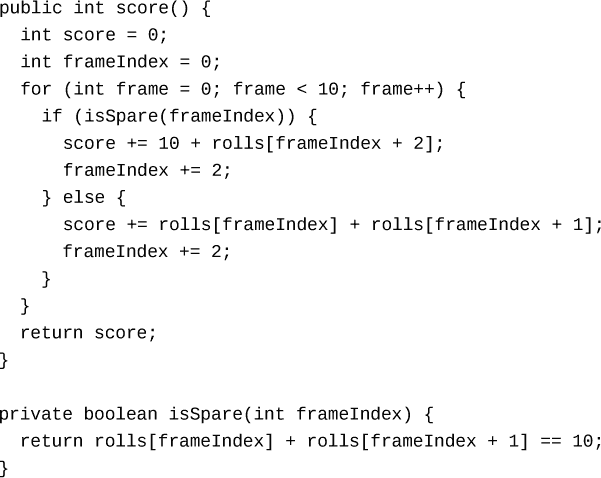 public int score() {
  int score = 0;
  int frameIndex = 0;
  for (int frame = 0; frame < 10; frame++) {
    if (isSpare(frameIndex)) {
      score += 10 + rolls[frameIndex + 2];
      frameIndex += 2;
    } else {
      score += rolls[frameIndex] + rolls[frameIndex + 1];
      frameIndex += 2;
    }
  }
  return score;
}

private boolean isSpare(int frameIndex) {
  return rolls[frameIndex] + rolls[frameIndex + 1] == 10;
}